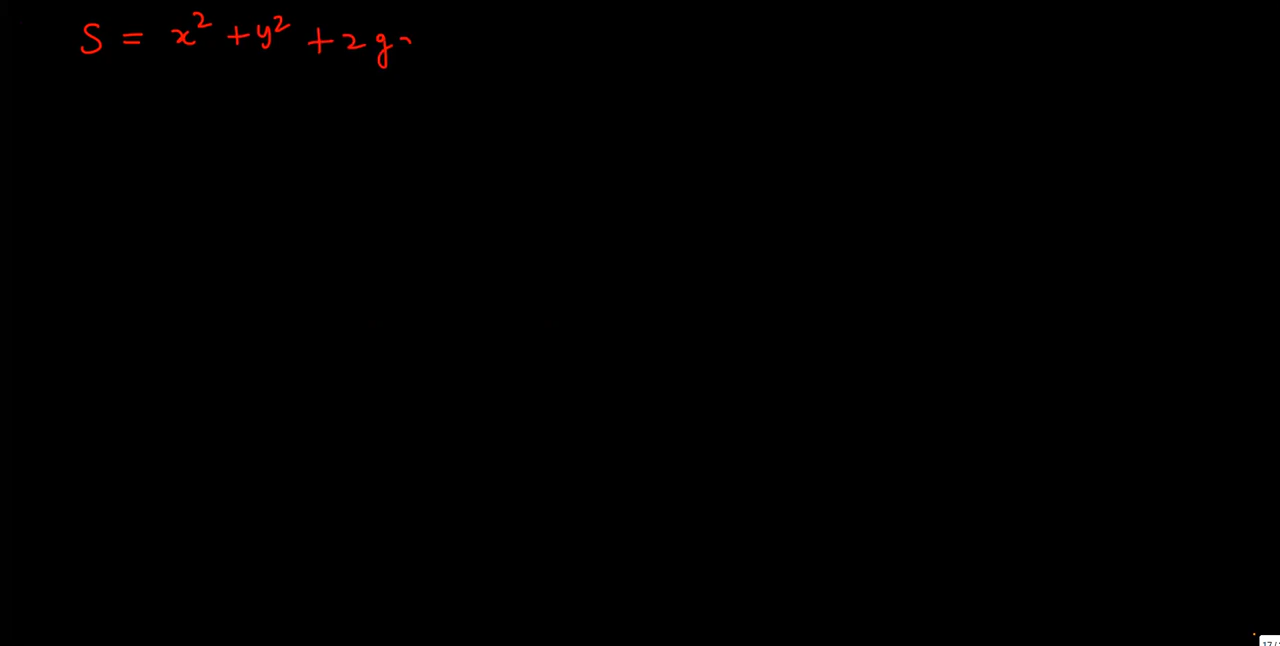 S = x² + y² + 2g